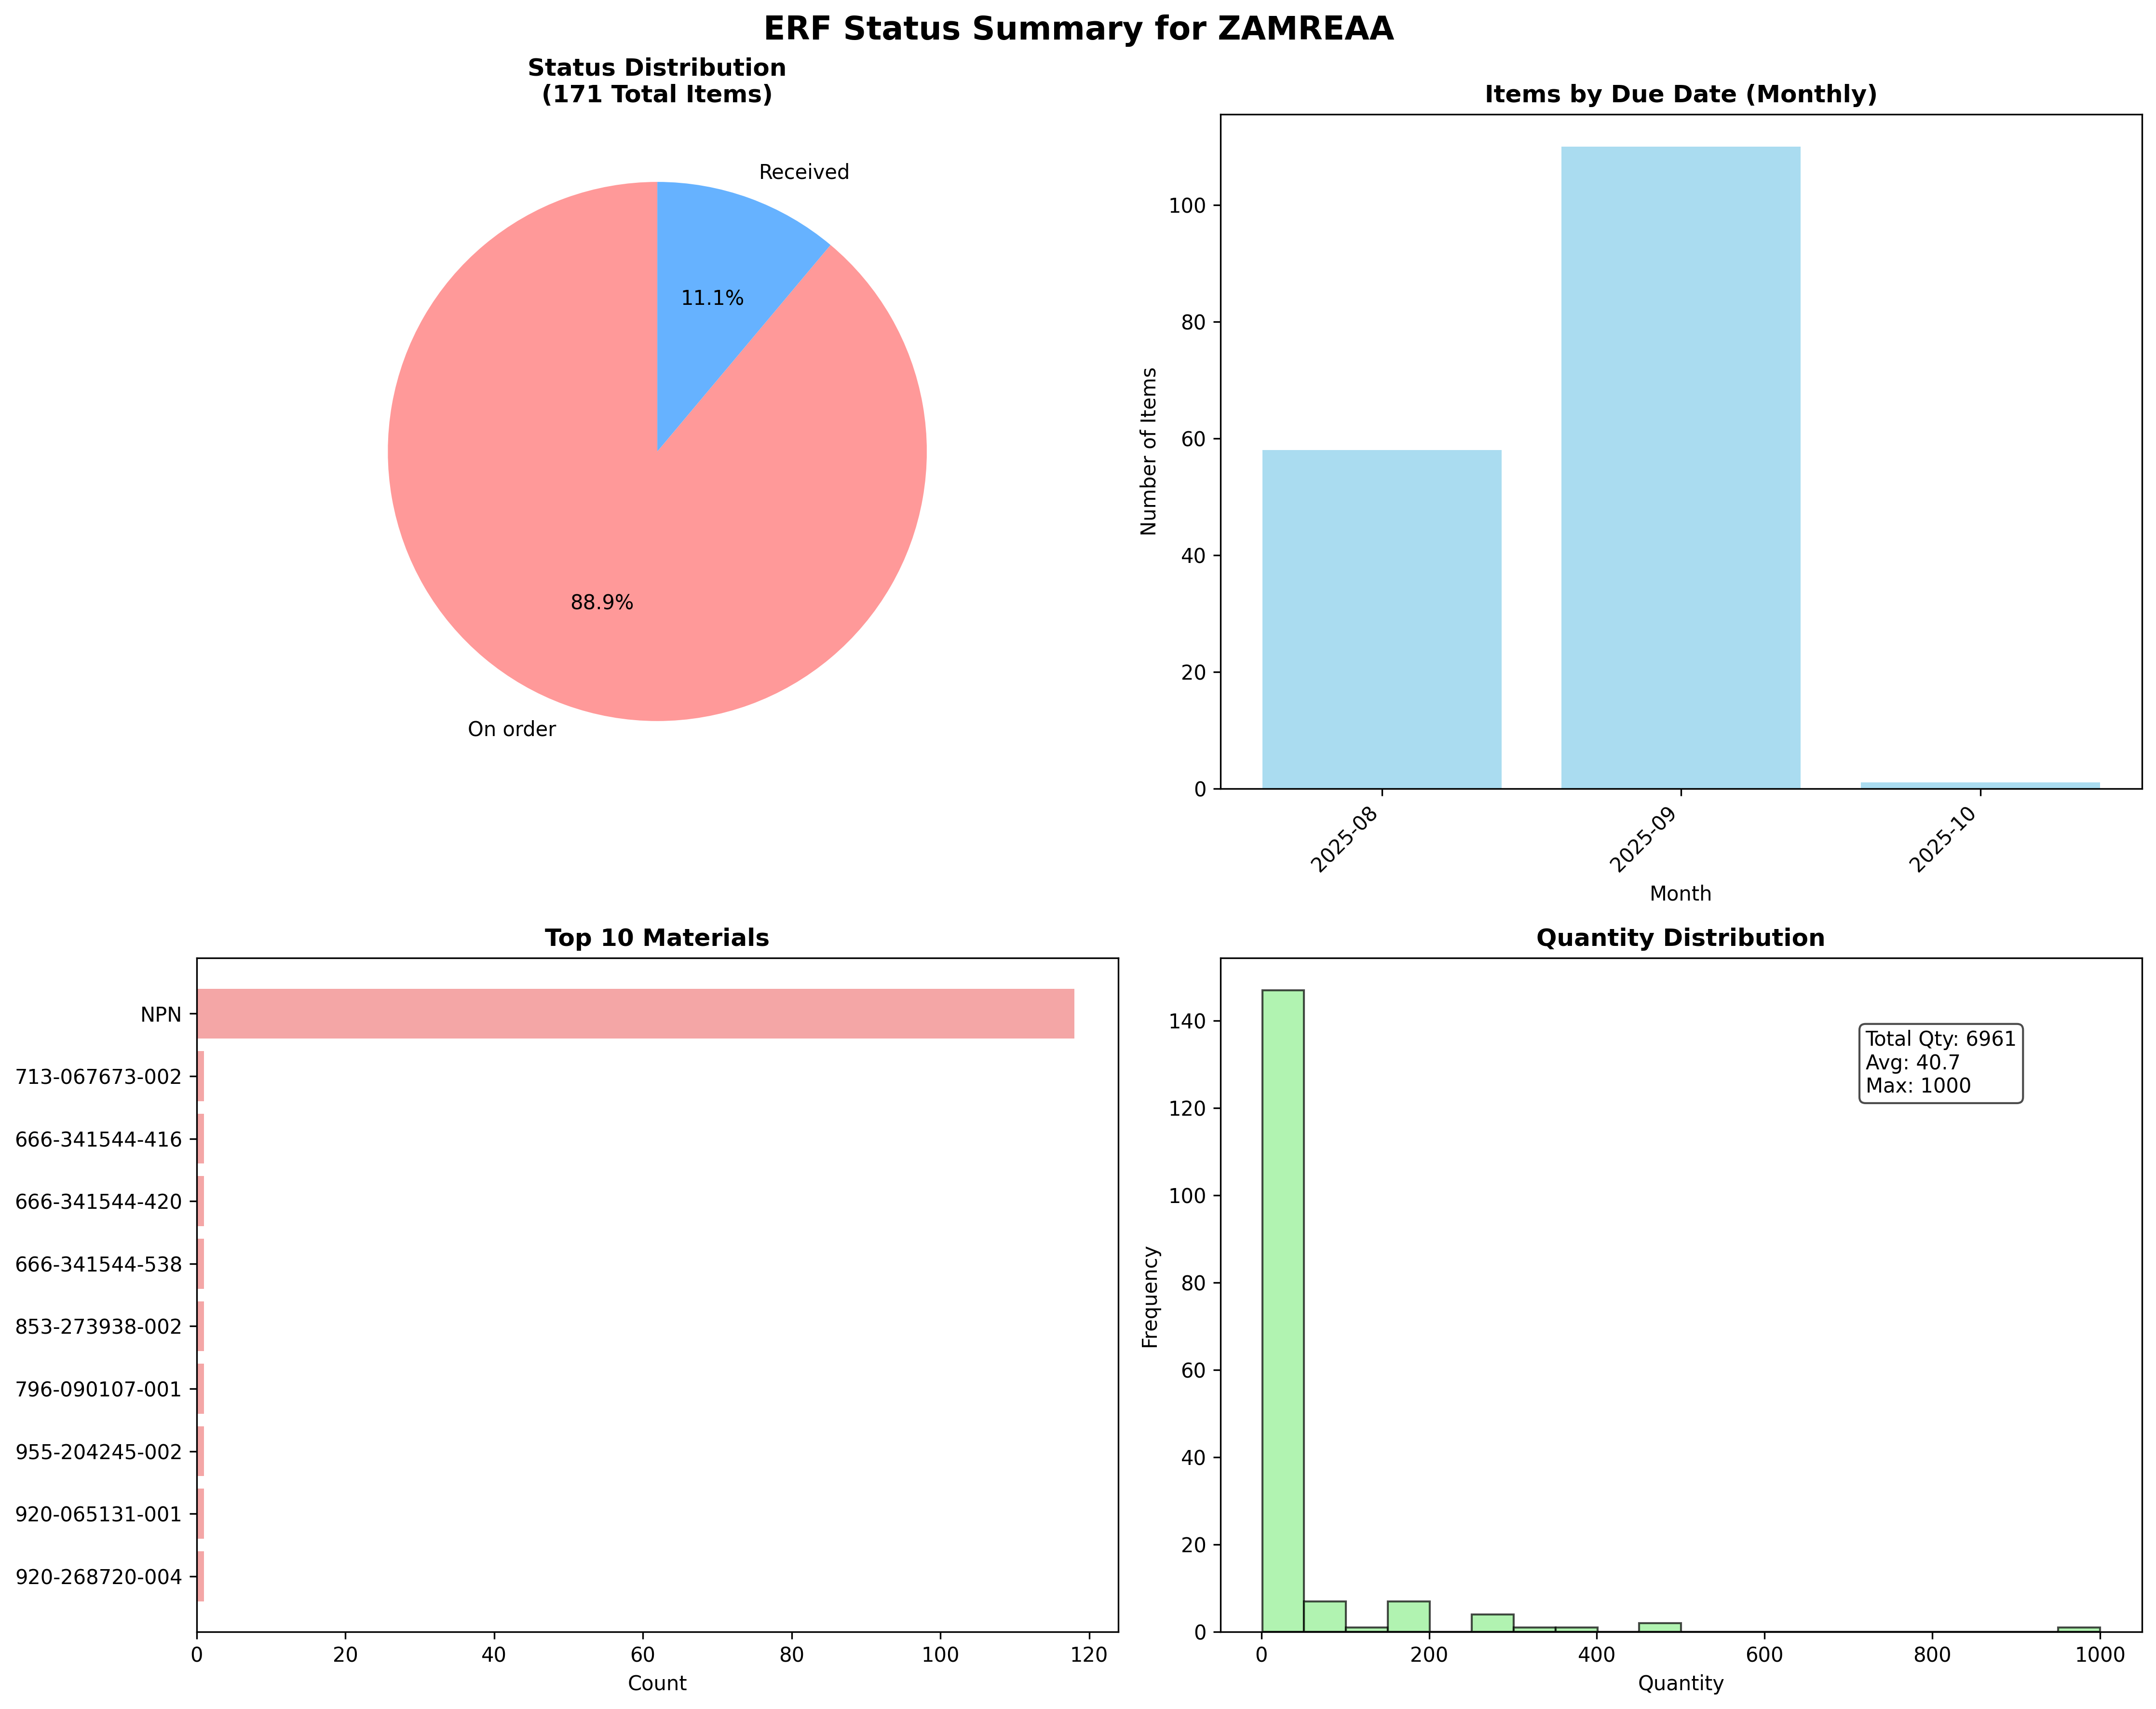 ERF Status Summary for ZAMREAA
Status Distribution
(171 Total Items)
Received
11.1%
88.9%
On order
Items by Due Date (Monthly)
Number of Items
100
80
60
40
20
0
2025-08
2025-09
2025-10
Month
Top 10 Materials
NPN
713-067673-002
666-341544-416
666-341544-420
666-341544-538
853-273938-002
796-090107-001
955-204245-002
920-065131-001
920-268720-004
0
20
40
60
80
100
120
Count
Quantity Distribution
Frequency
140
120
100
80
60
40
20
0
Total Qty: 6961
Avg: 40.7
Max: 1000
0
200
400
600
800
1000
Quantity